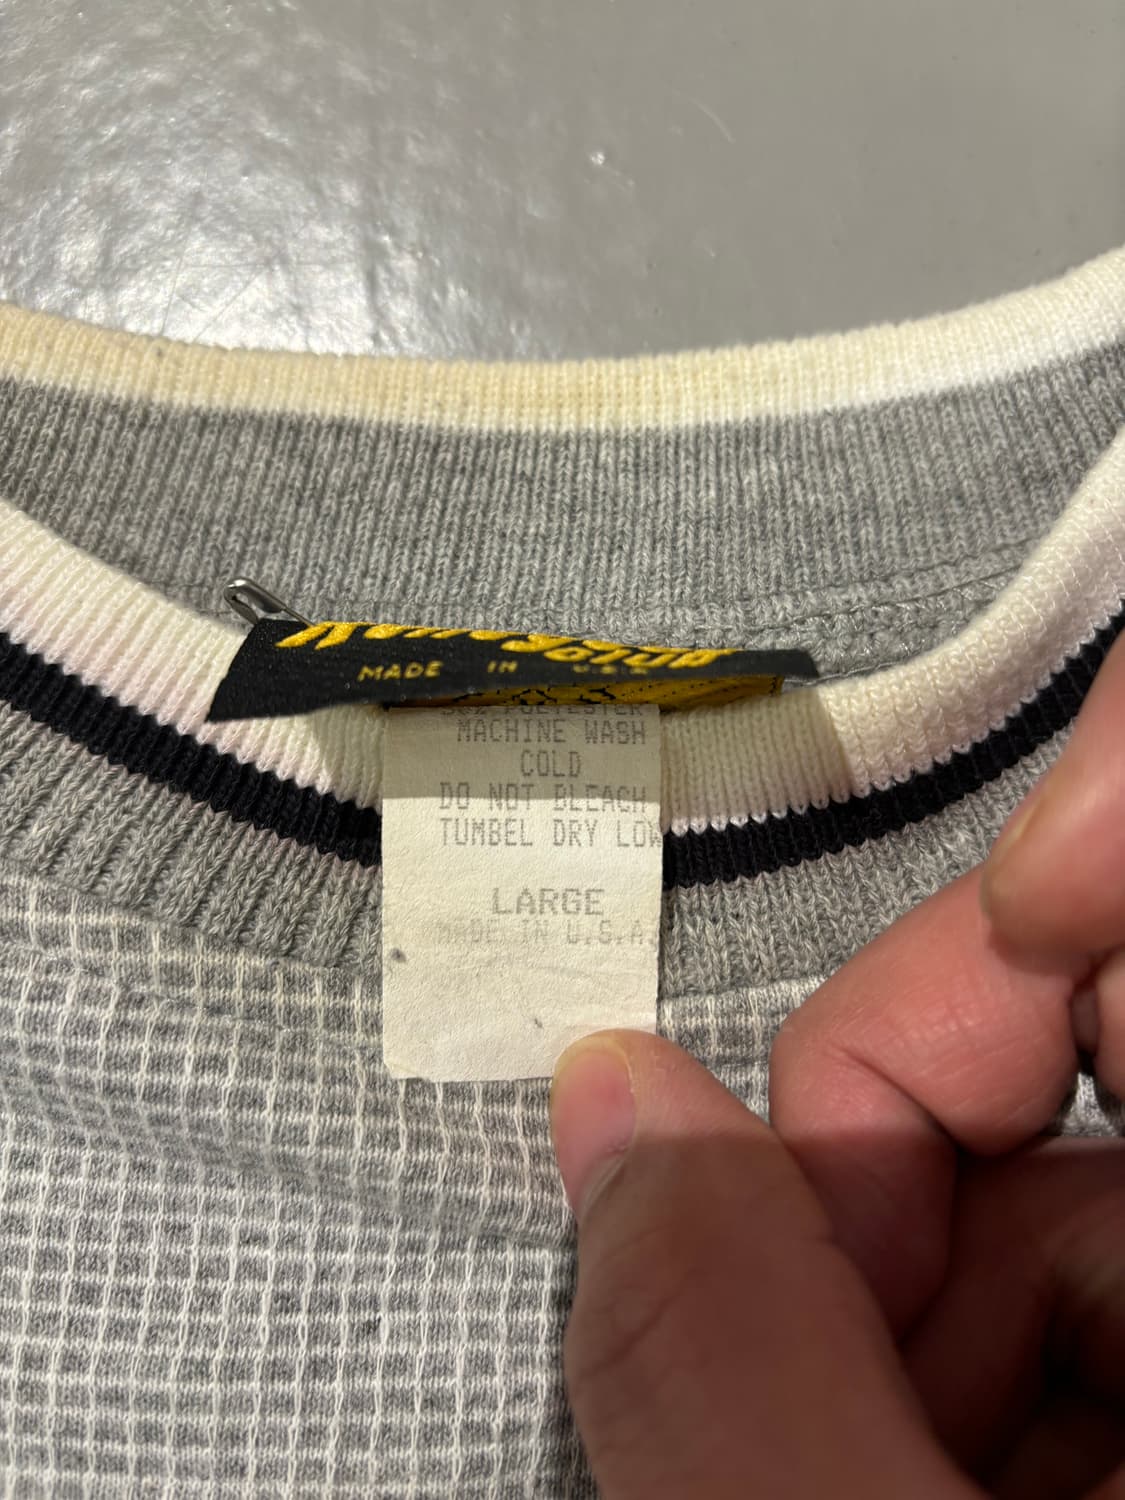 MADE IN U.S.A.
MACHINE WASH
COLD
DO NOT BLEACH
TUMBEL DRY LOW
LARGE
MADE IN U.S.A.